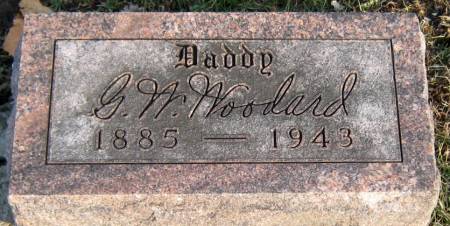 Daddy
G. W. Woodard
1885 — 1943